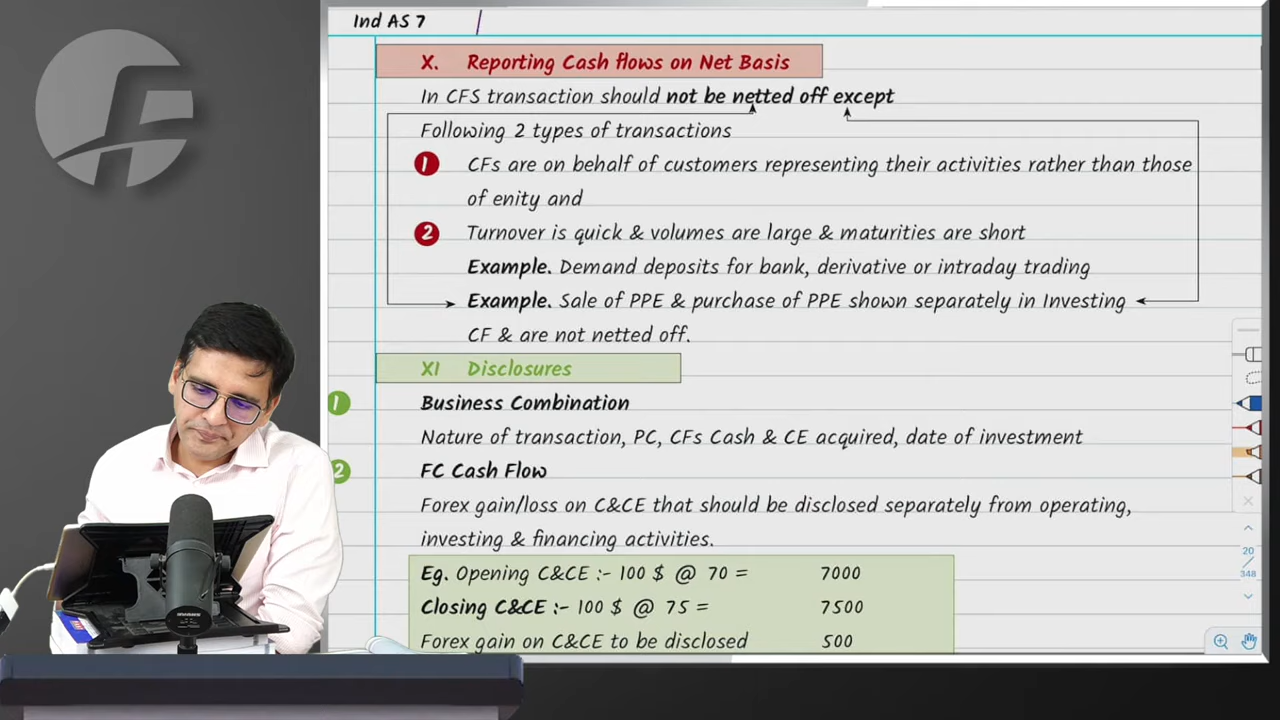 Ind AS 7
X. Reporting Cash flows on Net Basis
In CFS transaction should not be netted off except
Following 2 types of transactions
1 CFs are on behalf of customers representing their activities rather than those
of enity and
2 Turnover is quick & volumes are large & maturities are short
Example. Demand deposits for bank, derivative or intraday trading
Example. Sale of PPE & purchase of PPE shown separately in Investing
CF & are not netted off.
XI Disclosures
1 Business Combination
Nature of transaction, PC, CFs Cash & CE acquired, date of investment
2 FC Cash Flow
Forex gain/loss on C&CE that should be disclosed separately from operating,
investing & financing activities.
Eg. Opening C&CE :- 100 $ @ 70 = 7000
Closing C&CE :- 100 $ @ 75 = 7500
Forex gain on C&CE to be disclosed 500
20
348